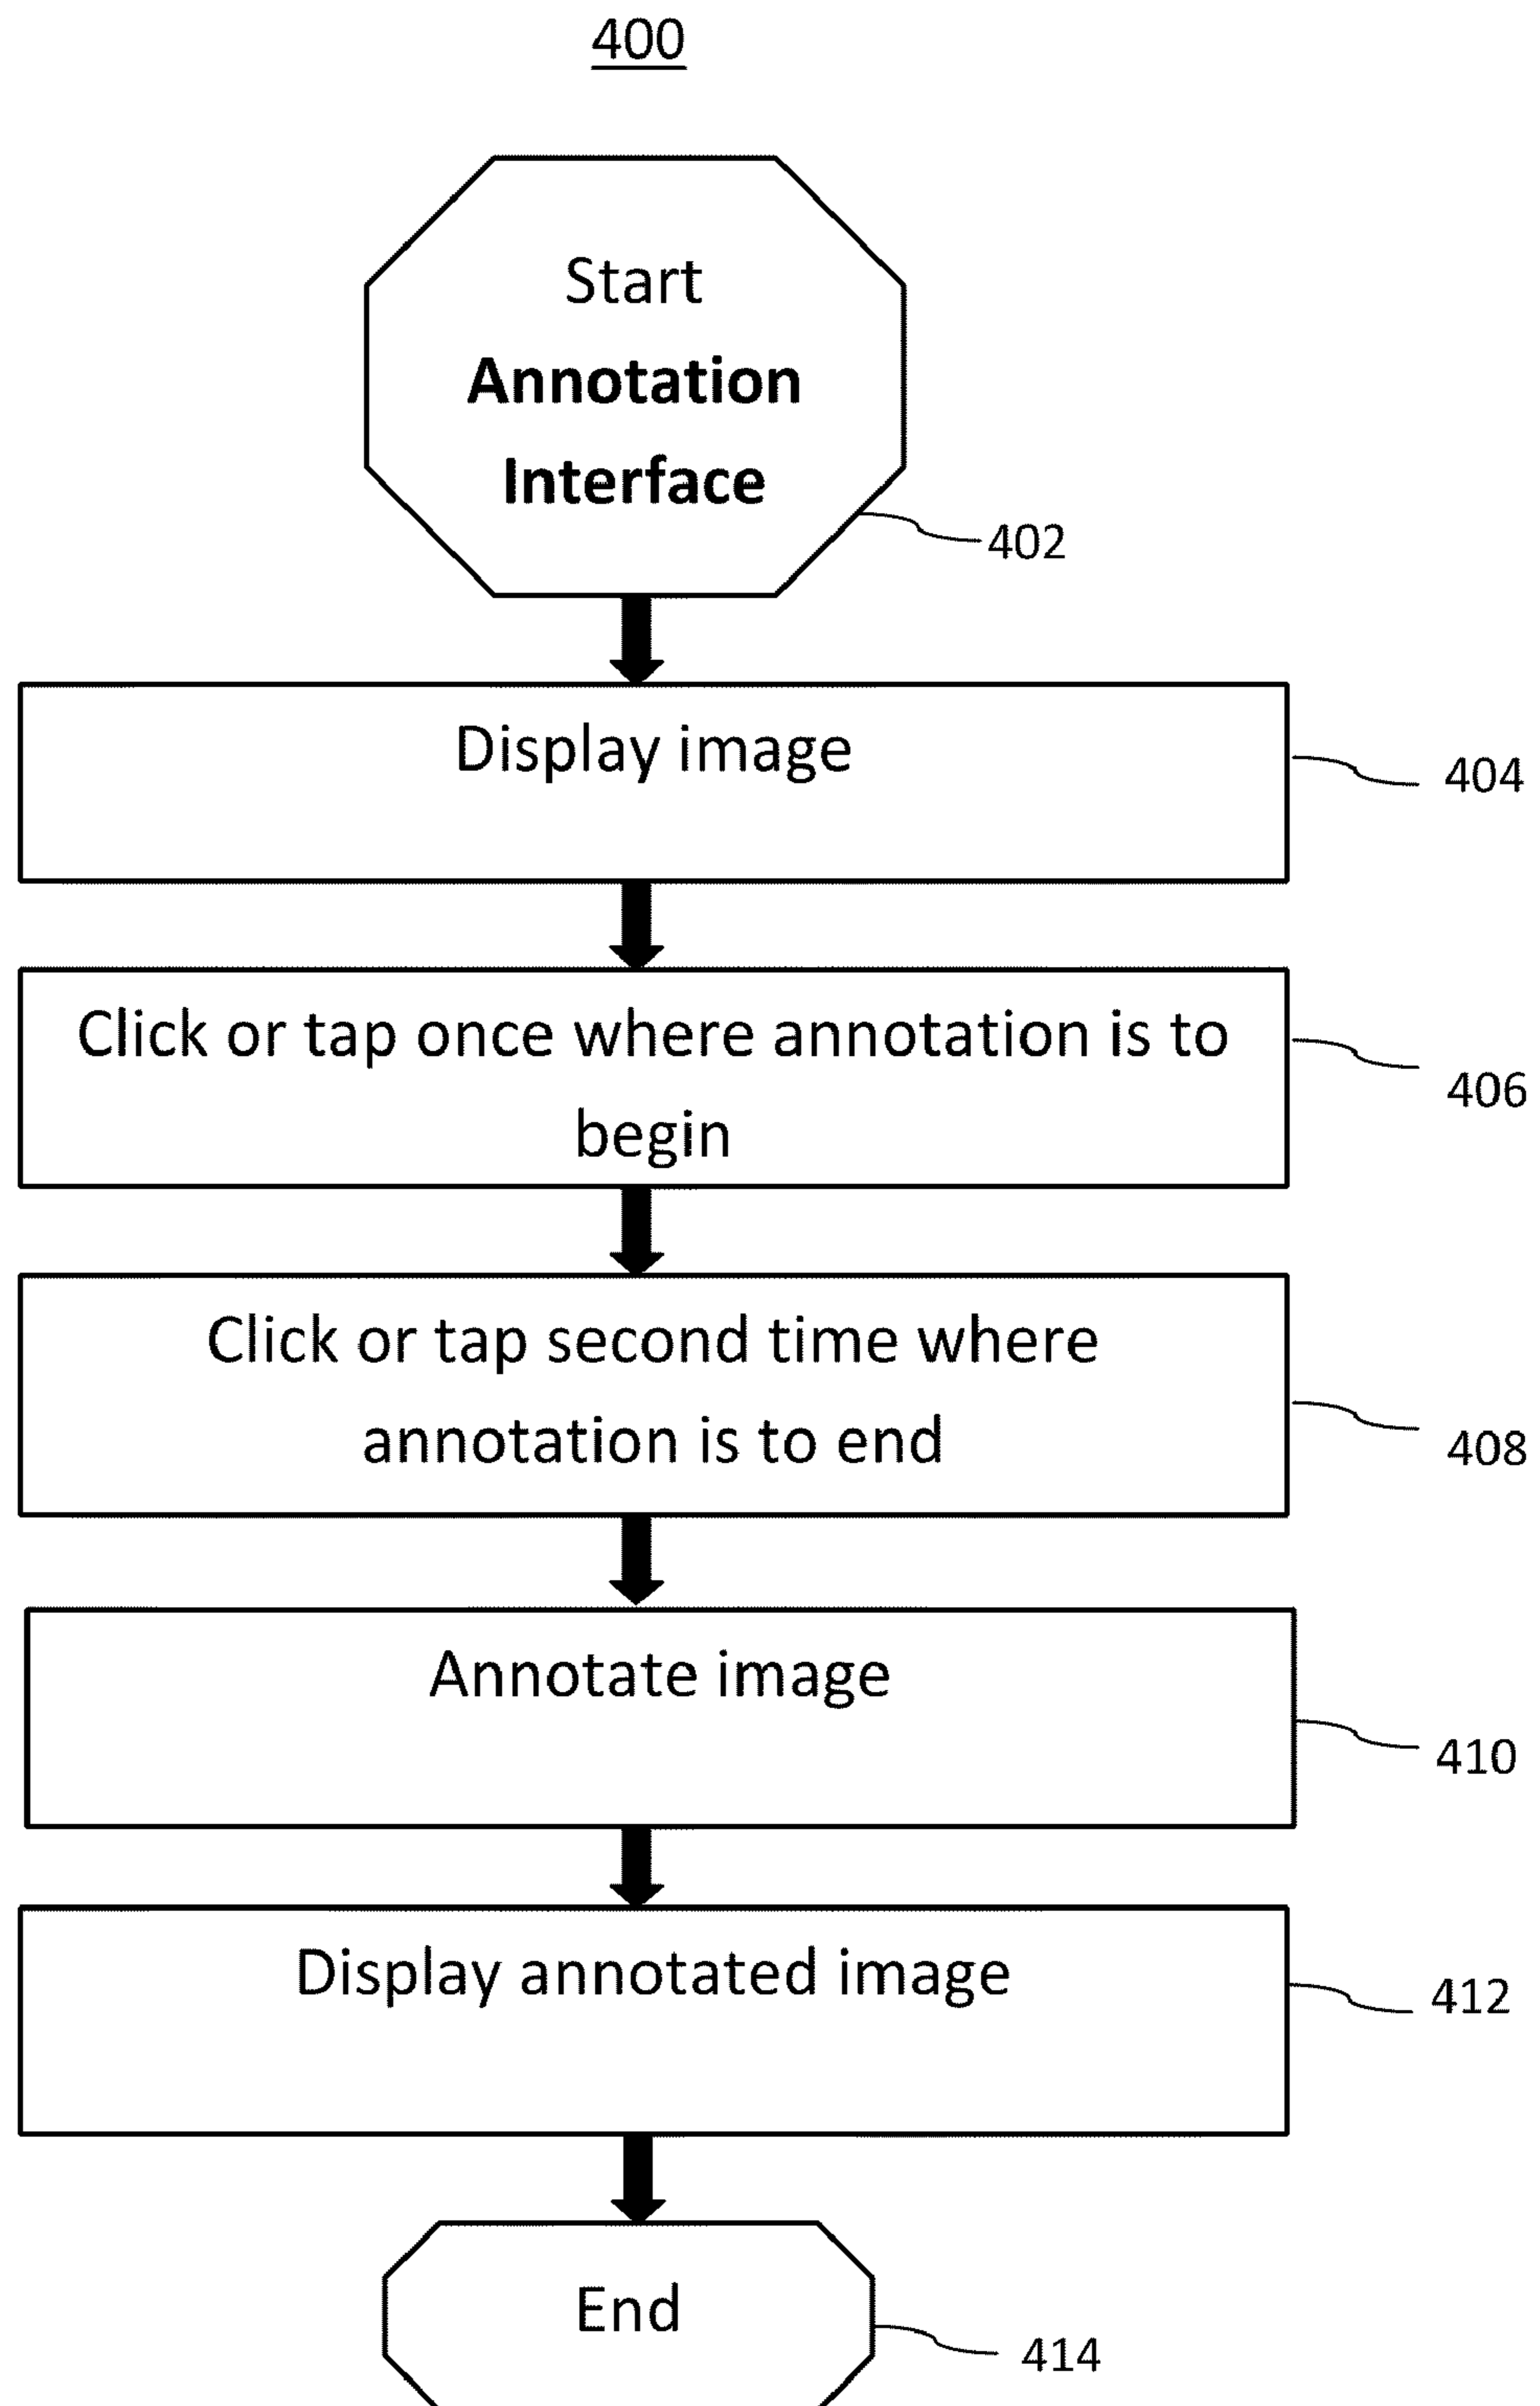 400
Start
Annotation
Interface
402
Display image
404
Click or tap once where annotation is to
begin
406
Click or tap second time where
annotation is to end
408
Annotate image
410
Display annotated image
412
End
414